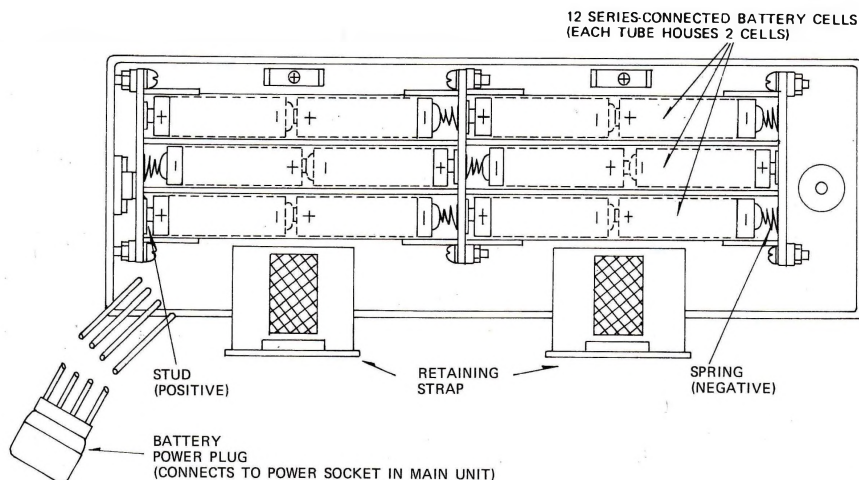 12 SERIES-CONNECTED BATTERY CELLS
(EACH TUBE HOUSES 2 CELLS)
+ − + − + − + −
− + − + − + − +
+ − + − + − + −
STUD
(POSITIVE)
RETAINING
STRAP
SPRING
(NEGATIVE)
BATTERY
POWER PLUG
(CONNECTS TO POWER SOCKET IN MAIN UNIT)